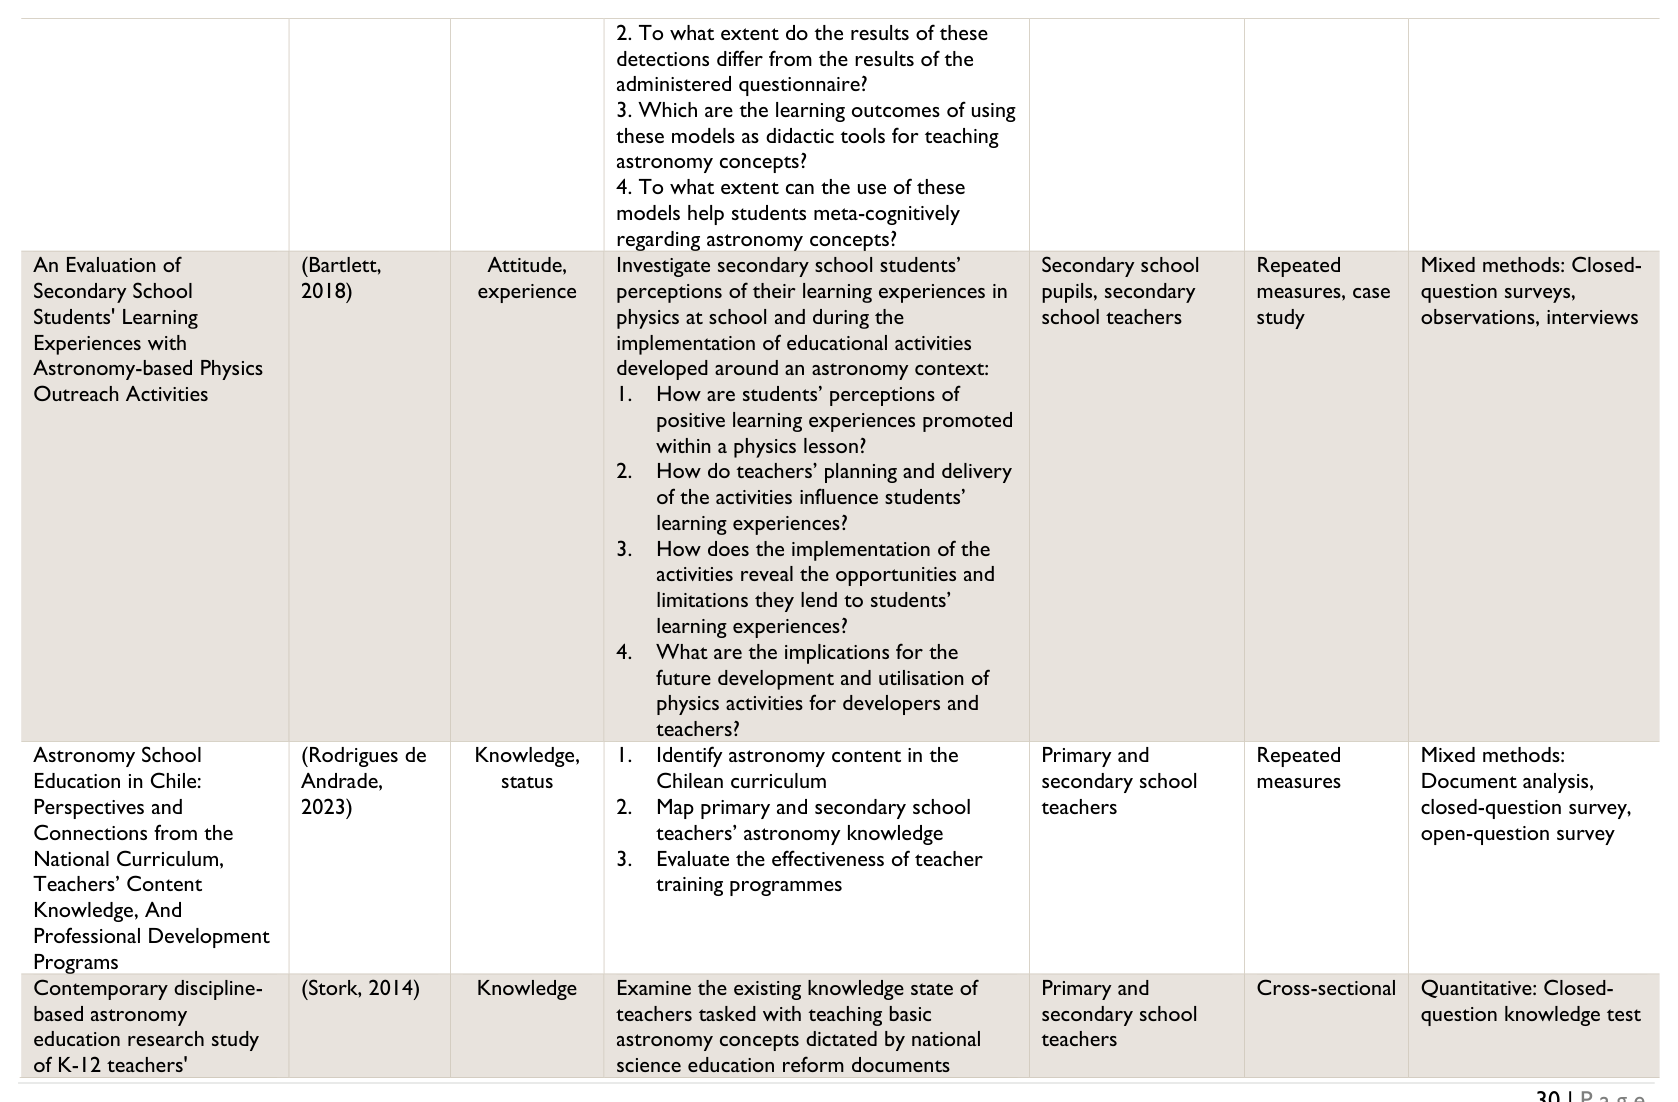 2. To what extent do the results of these
detections differ from the results of the
administered questionnaire?
3. Which are the learning outcomes of using
these models as didactic tools for teaching
astronomy concepts?
4. To what extent can the use of these
models help students meta-cognitively
regarding astronomy concepts?
An Evaluation of
Secondary School
Students' Learning
Experiences with
Astronomy-based Physics
Outreach Activities
(Bartlett,
2018)
Attitude,
experience
Investigate secondary school students’
perceptions of their learning experiences in
physics at school and during the
implementation of educational activities
developed around an astronomy context:
1. How are students’ perceptions of
positive learning experiences promoted
within a physics lesson?
2. How do teachers’ planning and delivery
of the activities influence students’
learning experiences?
3. How does the implementation of the
activities reveal the opportunities and
limitations they lend to students’
learning experiences?
4. What are the implications for the
future development and utilisation of
physics activities for developers and
teachers?
Secondary school
pupils, secondary
school teachers
Repeated
measures, case
study
Mixed methods: Closed-
question surveys,
observations, interviews
Astronomy School
Education in Chile:
Perspectives and
Connections from the
National Curriculum,
Teachers’ Content
Knowledge, And
Professional Development
Programs
(Rodrigues de
Andrade,
2023)
Knowledge,
status
1. Identify astronomy content in the
Chilean curriculum
2. Map primary and secondary school
teachers’ astronomy knowledge
3. Evaluate the effectiveness of teacher
training programmes
Primary and
secondary school
teachers
Repeated
measures
Mixed methods:
Document analysis,
closed-question survey,
open-question survey
Contemporary discipline-
based astronomy
education research study
of K-12 teachers'
(Stork, 2014)
Knowledge
Examine the existing knowledge state of
teachers tasked with teaching basic
astronomy concepts dictated by national
science education reform documents
Primary and
secondary school
teachers
Cross-sectional
Quantitative: Closed-
question knowledge test
30 | Page